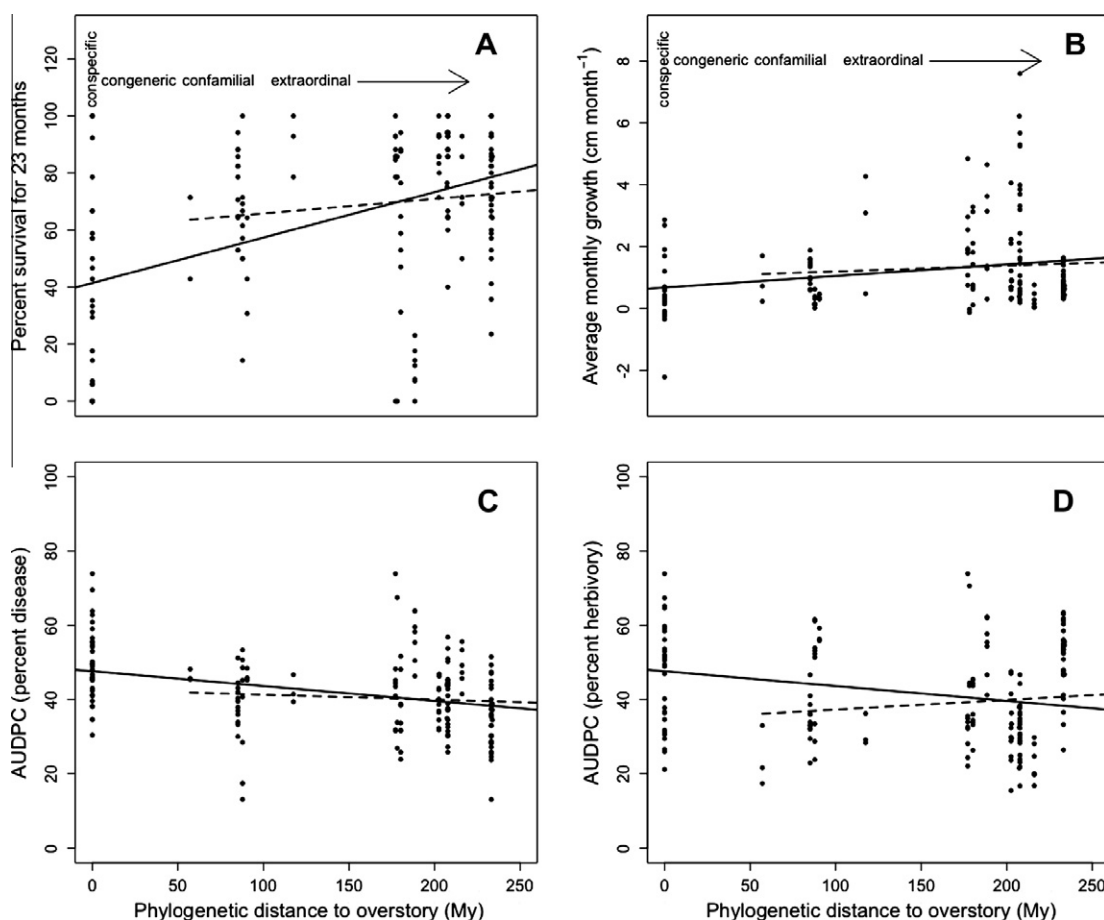 A
conspecific
congeneric confamilial extraordinal
Percent survival for 23 months
0 20 40 60 80 100 120
B
conspecific
congeneric confamilial extraordinal
Average monthly growth (cm month⁻¹)
-2 0 2 4 6 8
C
AUDPC (percent disease)
0 20 40 60 80 100
0 50 100 150 200 250
Phylogenetic distance to overstory (My)
D
AUDPC (percent herbivory)
0 20 40 60 80 100
0 50 100 150 200 250
Phylogenetic distance to overstory (My)